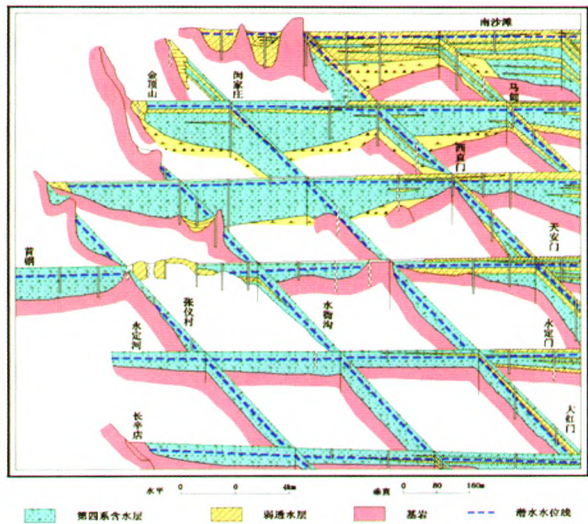 南沙滩
金顶山
闵家庄
马甸
西直门
天安门
首钢
张仪村
水衙沟
永定河
永定门
大红门
长辛店
水平 0 0 4km
垂直 0 80 160m
第四系含水层 弱透水层 基岩 潜水水位线